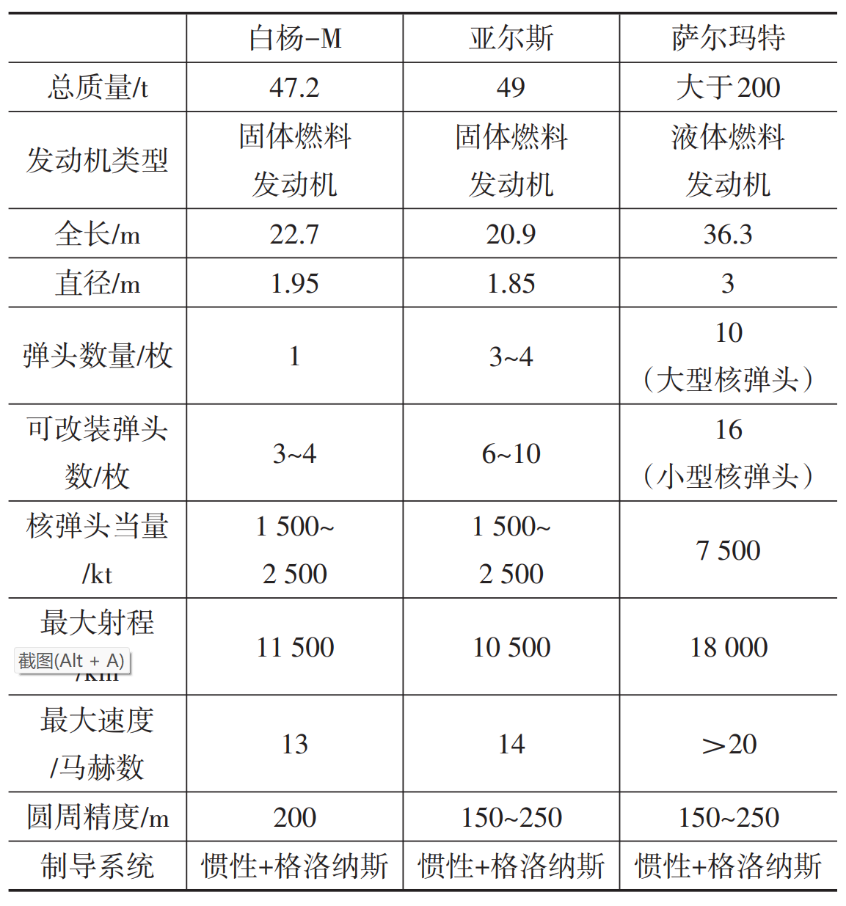 白杨-M 亚尔斯 萨尔玛特
总质量/t 47.2 49 大于200
发动机类型 固体燃料 固体燃料 液体燃料
发动机 发动机 发动机
全长/m 22.7 20.9 36.3
直径/m 1.95 1.85 3
弹头数量/枚 1 3~4 10
（大型核弹头）
可改装弹头 3~4 6~10 16
数/枚 （小型核弹头）
核弹头当量 1 500~ 1 500~ 7 500
/kt 2 500 2 500
最大射程 11 500 10 500 18 000
截图(Alt + A)
/km
最大速度 13 14 >20
/马赫数
圆周精度/m 200 150~250 150~250
制导系统 惯性+格洛纳斯 惯性+格洛纳斯 惯性+格洛纳斯